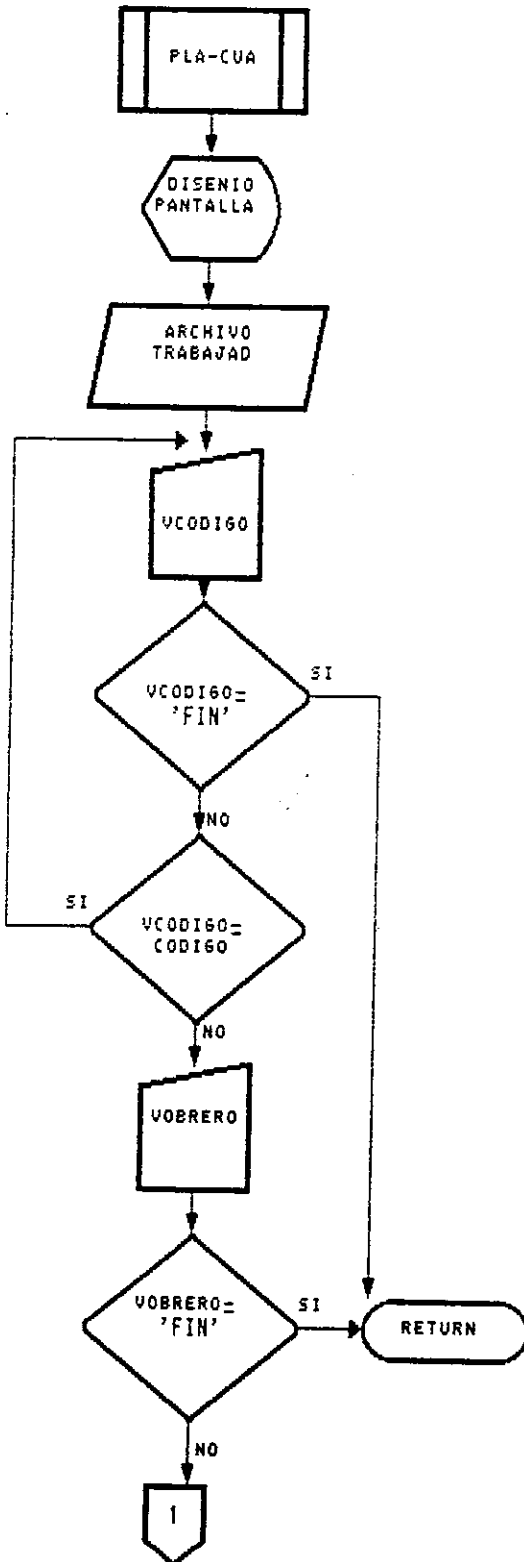 PLA-CUA
DISENIO
PANTALLA
ARCHIVO
TRABAJAD
VCODIGO
VCODIGO=
'FIN'
SI
NO
SI
VCODIGO=
CODIGO
NO
VOBRERO
VOBRERO=
'FIN'
SI
RETURN
NO
1